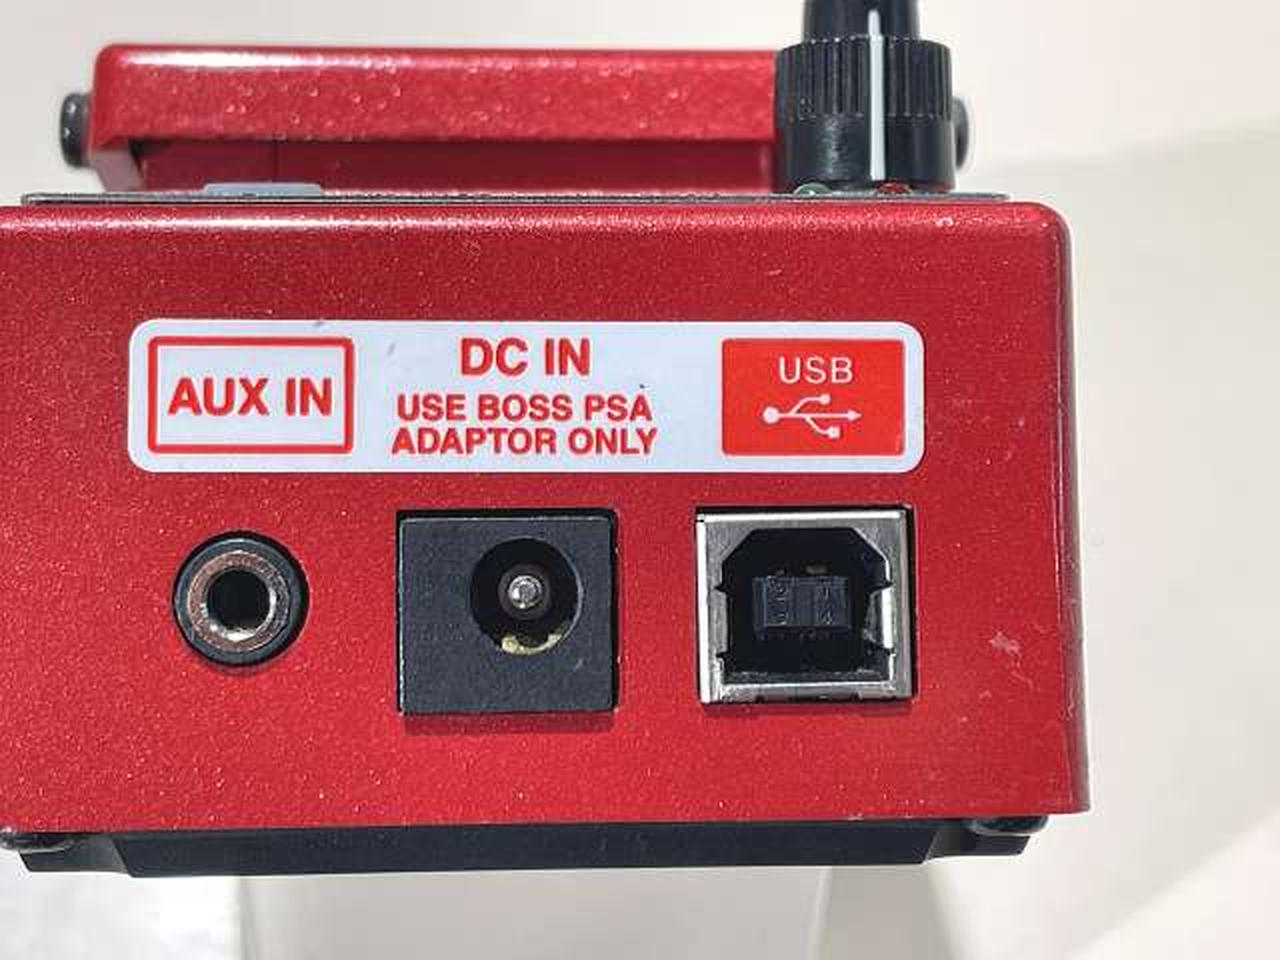 AUX IN
DC IN
USE BOSS PSA
ADAPTOR ONLY
USB